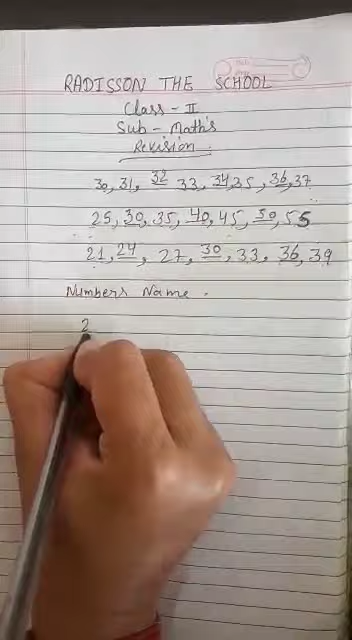 RADISSON THE SCHOOL
Class - II
Sub - Math's
Revision
30, 31, 32 33, 34, 35, 36, 37
25, 30, 35, 40, 45, 50, 55
21, 24, 27, 30, 33, 36, 39
Numbers Name.
2